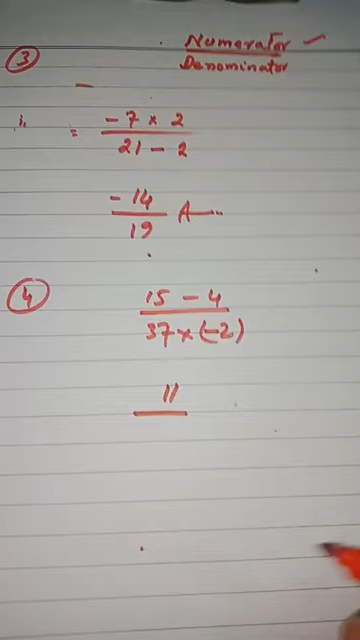 Numerator
Denominator
3
i. = -7 × 2
21 - 2
-14
19
4
15 - 4
37 × (-2)
11